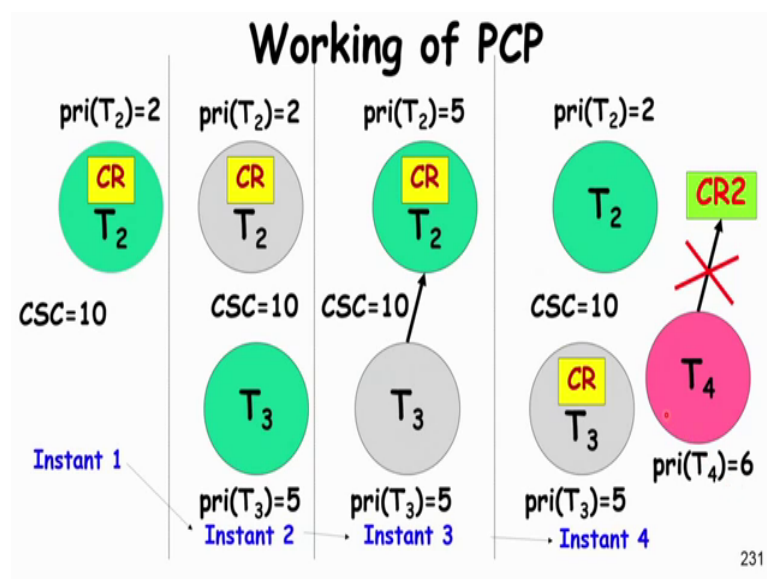 Working of PCP
pri(T₂)=2
CR
T₂
CSC=10
Instant 1
pri(T₂)=2
CR
T₂
CSC=10
T₃
pri(T₃)=5
Instant 2
pri(T₂)=5
CR
T₂
CSC=10
T₃
pri(T₃)=5
Instant 3
pri(T₂)=2
T₂
CR2
CSC=10
CR
T₃
T₄
pri(T₄)=6
pri(T₃)=5
Instant 4
231